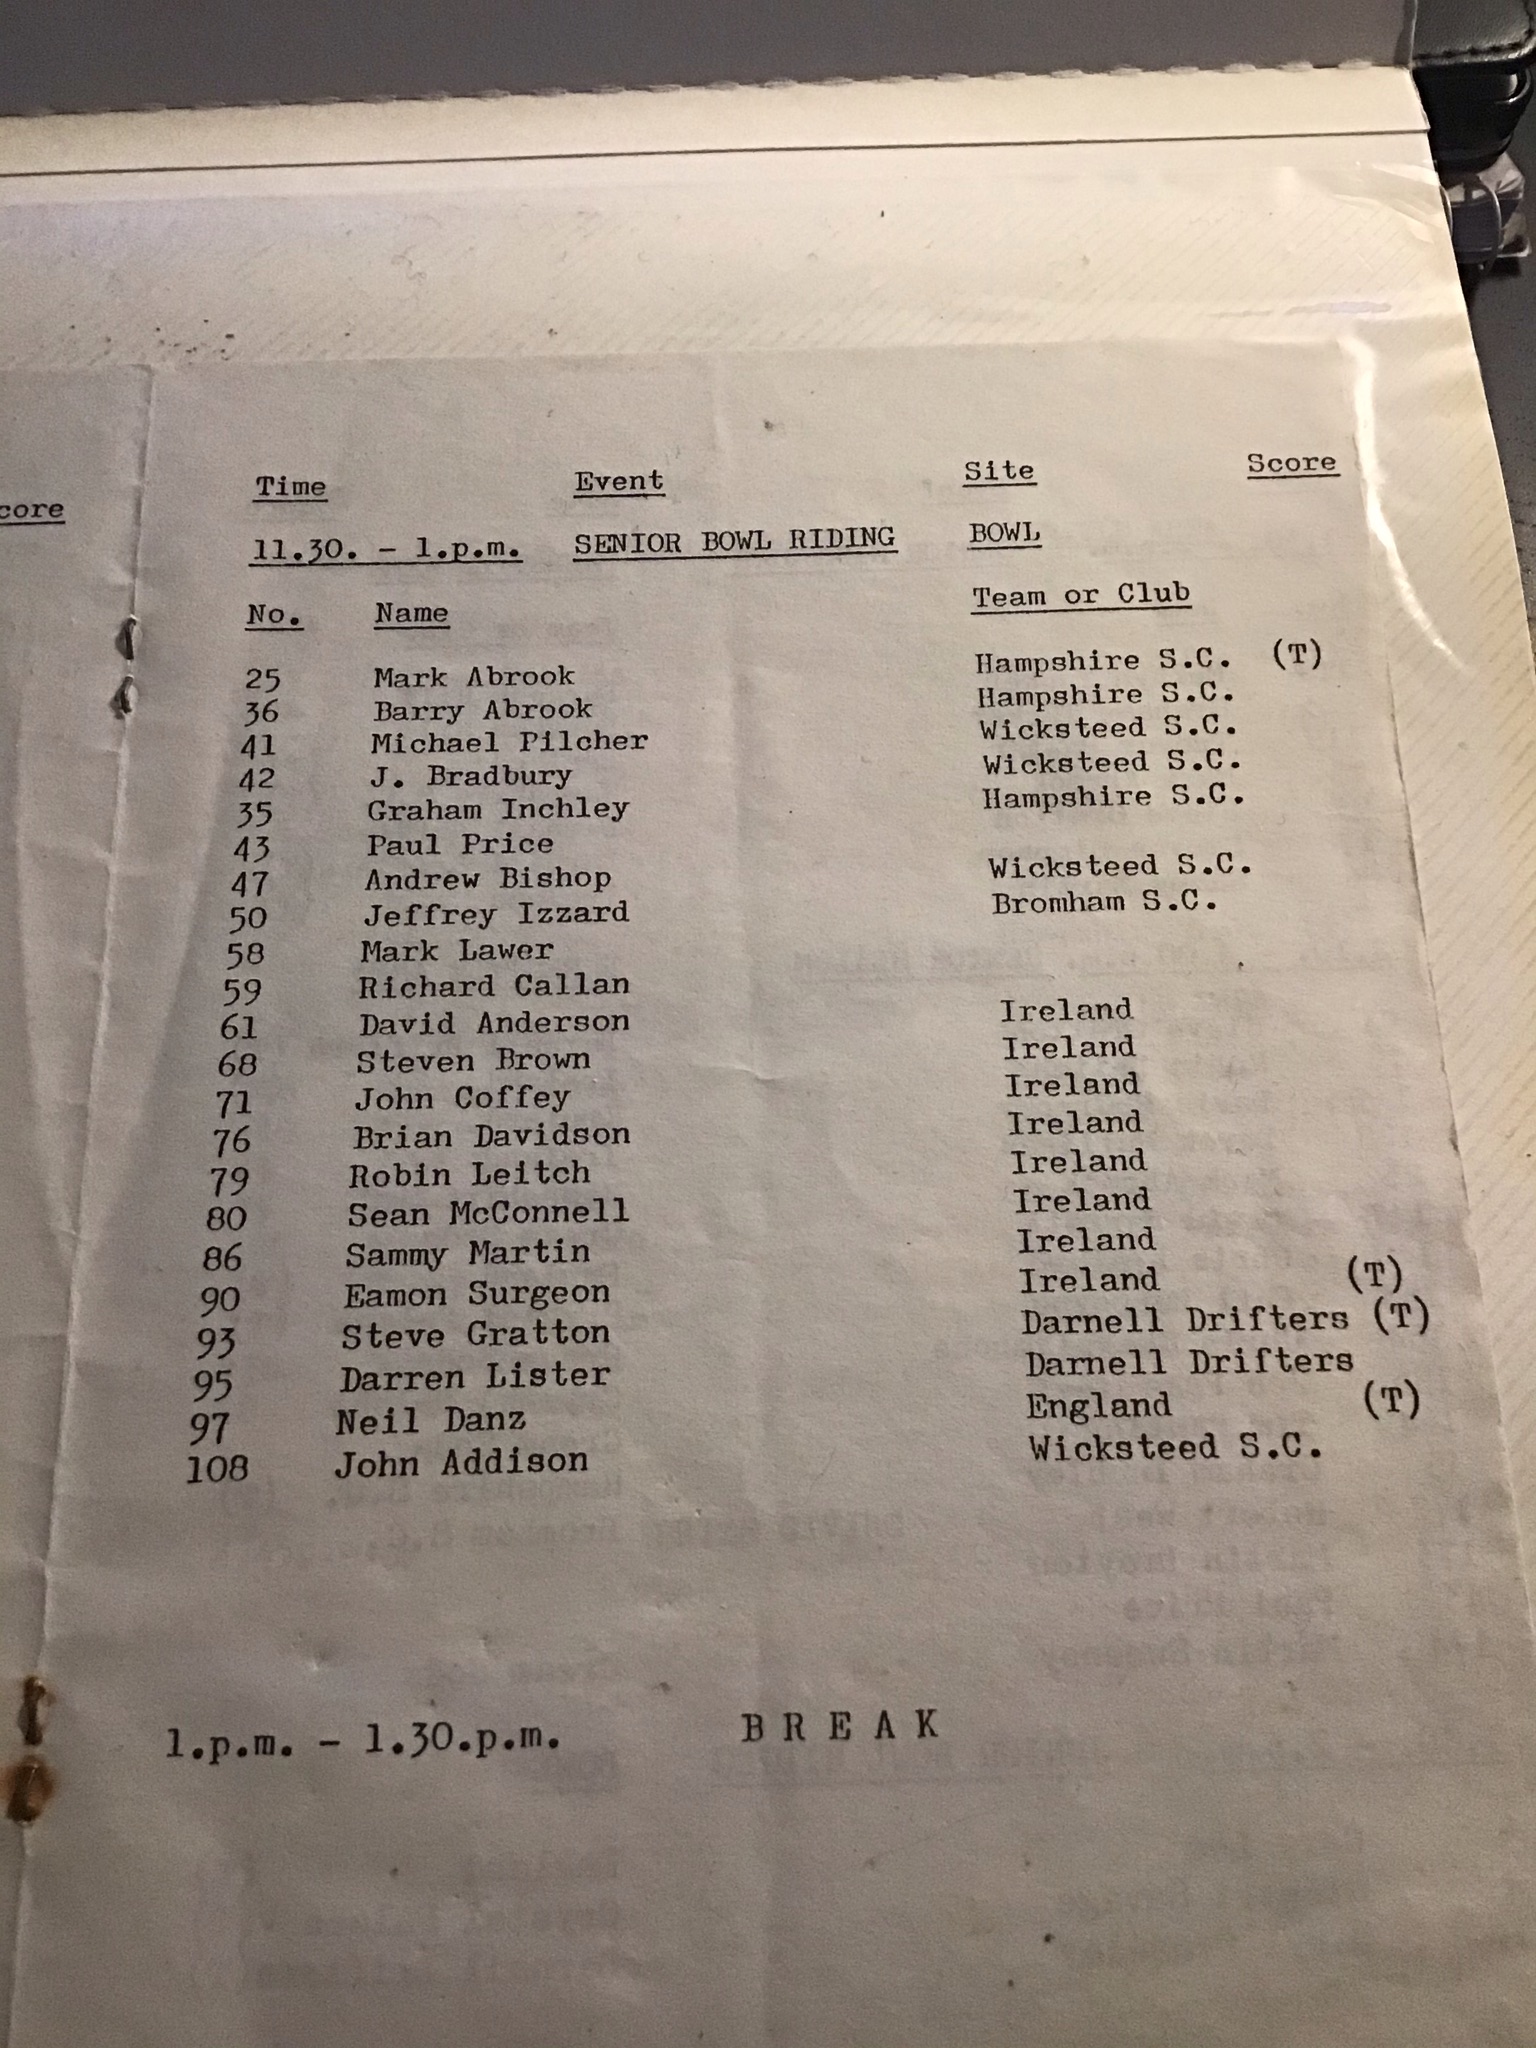 core
Time Event Site Score
11.30. - 1.p.m. SENIOR BOWL RIDING BOWL
No. Name Team or Club
25 Mark Abrook Hampshire S.C. (T)
36 Barry Abrook Hampshire S.C.
41 Michael Pilcher Wicksteed S.C.
42 J. Bradbury Wicksteed S.C.
35 Graham Inchley Hampshire S.C.
43 Paul Price
47 Andrew Bishop Wicksteed S.C.
50 Jeffrey Izzard Bromham S.C.
58 Mark Lawer
59 Richard Callan
61 David Anderson Ireland
68 Steven Brown Ireland
71 John Coffey Ireland
76 Brian Davidson Ireland
79 Robin Leitch Ireland
80 Sean McConnell Ireland
86 Sammy Martin Ireland
90 Eamon Surgeon Ireland (T)
93 Steve Gratton Darnell Drifters (T)
95 Darren Lister Darnell Drifters
97 Neil Danz England (T)
108 John Addison Wicksteed S.C.
1.p.m. - 1.30.p.m. B R E A K